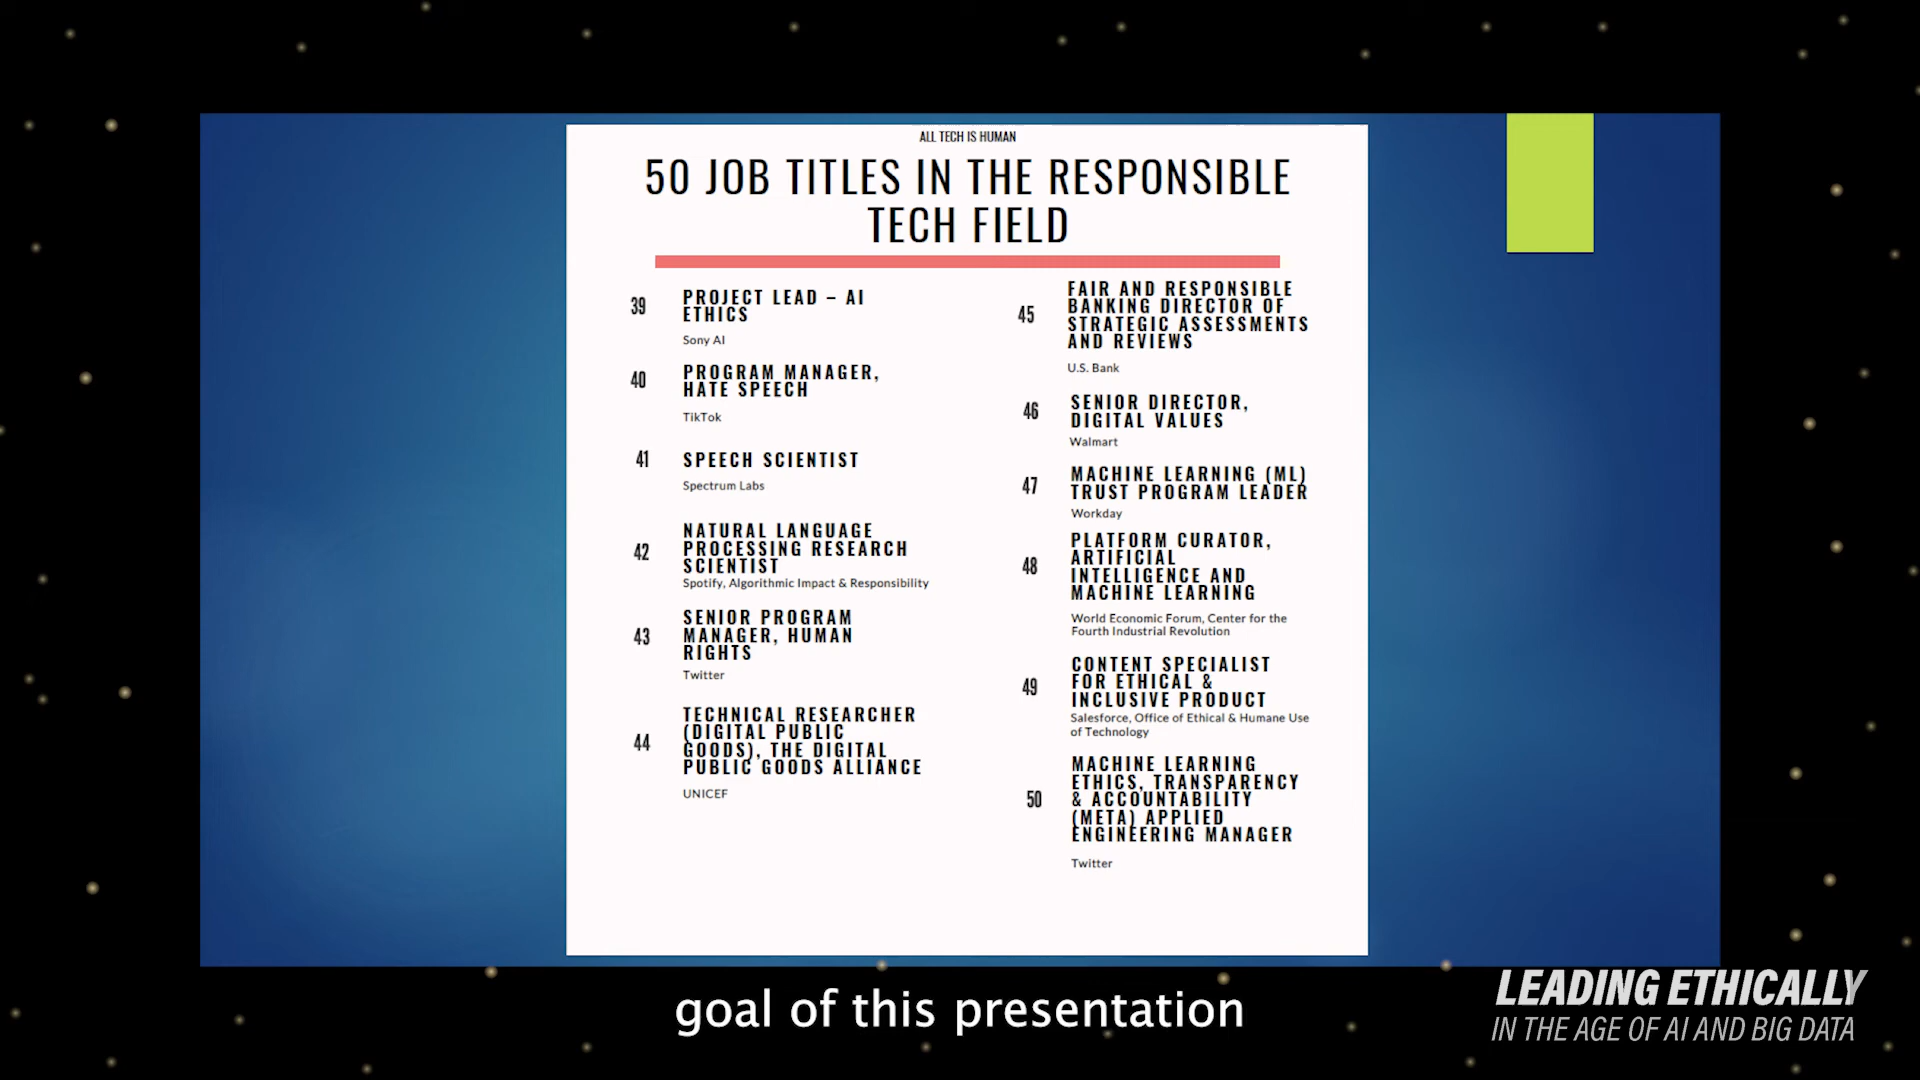 ALL TECH IS HUMAN
50 JOB TITLES IN THE RESPONSIBLE
TECH FIELD
39
PROJECT LEAD – AI
ETHICS
Sony AI
40
PROGRAM MANAGER,
HATE SPEECH
TikTok
41
SPEECH SCIENTIST
Spectrum Labs
42
NATURAL LANGUAGE
PROCESSING RESEARCH
SCIENTIST
Spotify, Algorithmic Impact & Responsibility
43
SENIOR PROGRAM
MANAGER, HUMAN
RIGHTS
Twitter
44
TECHNICAL RESEARCHER
(DIGITAL PUBLIC
GOODS), THE DIGITAL
PUBLIC GOODS ALLIANCE
UNICEF
45
FAIR AND RESPONSIBLE
BANKING DIRECTOR OF
STRATEGIC ASSESSMENTS
AND REVIEWS
U.S. Bank
46
SENIOR DIRECTOR,
DIGITAL VALUES
Walmart
47
MACHINE LEARNING (ML)
TRUST PROGRAM LEADER
Workday
48
PLATFORM CURATOR,
ARTIFICIAL
INTELLIGENCE AND
MACHINE LEARNING
World Economic Forum, Center for the
Fourth Industrial Revolution
49
CONTENT SPECIALIST
FOR ETHICAL &
INCLUSIVE PRODUCT
Salesforce, Office of Ethical & Humane Use
of Technology
50
MACHINE LEARNING
ETHICS, TRANSPARENCY
& ACCOUNTABILITY
(META) APPLIED
ENGINEERING MANAGER
Twitter
goal of this presentation
LEADING ETHICALLY
IN THE AGE OF AI AND BIG DATA